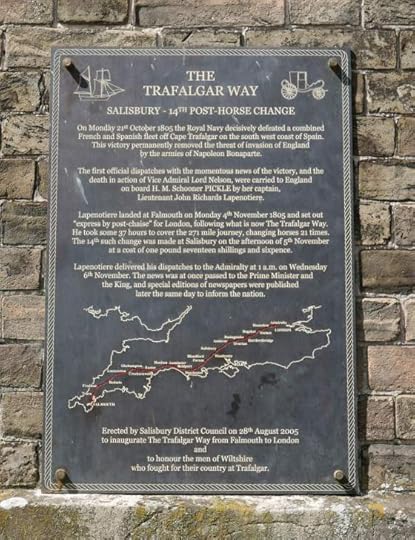 THE
TRAFALGAR WAY
SALISBURY - 14TH POST-HORSE CHANGE
On Monday 21st October 1805 the Royal Navy decisively defeated a combined
French and Spanish fleet off Cape Trafalgar on the south west coast of Spain.
This victory permanently removed the threat of invasion of England
by the armies of Napoleon Bonaparte.
The first official dispatches with the momentous news of the victory, and the
death in action of Vice Admiral Lord Nelson, were carried to England
on board H. M. Schooner PICKLE by her captain,
Lieutenant John Richards Lapenotiere.
Lapenotiere landed at Falmouth on Monday 4th November 1805 and set out
"express by post-chaise" for London, following what is now The Trafalgar Way.
He took some 37 hours to cover the 271 mile journey, changing horses 21 times.
The 14th such change was made at Salisbury on the afternoon of 5th November
at a cost of one pound seventeen shillings and sixpence.
Lapenotiere delivered his dispatches to the Admiralty at 1 a.m. on Wednesday
6th November. The news was at once passed to the Prime Minister and
the King, and special editions of newspapers were published
later the same day to inform the nation.
FALMOUTH
Erected by Salisbury District Council on 28th August 2005
to inaugurate The Trafalgar Way from Falmouth to London
and
to honour the men of Wiltshire
who fought for their country at Trafalgar.